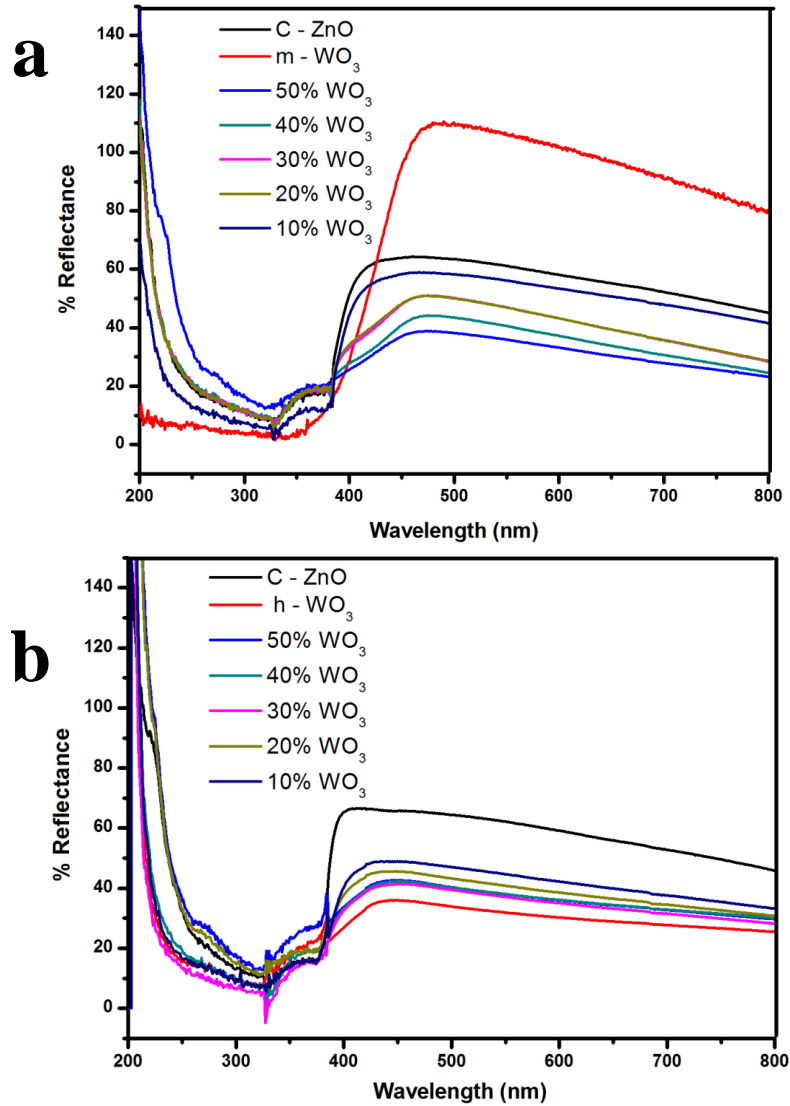 a
C - ZnO
m - WO3
50% WO3
40% WO3
30% WO3
20% WO3
10% WO3
140
120
100
80
60
40
20
0
% Reflectance
200 300 400 500 600 700 800
Wavelength (nm)
b
C - ZnO
h - WO3
50% WO3
40% WO3
30% WO3
20% WO3
10% WO3
140
120
100
80
60
40
20
0
% Reflectance
200 300 400 500 600 700 800
Wavelength (nm)